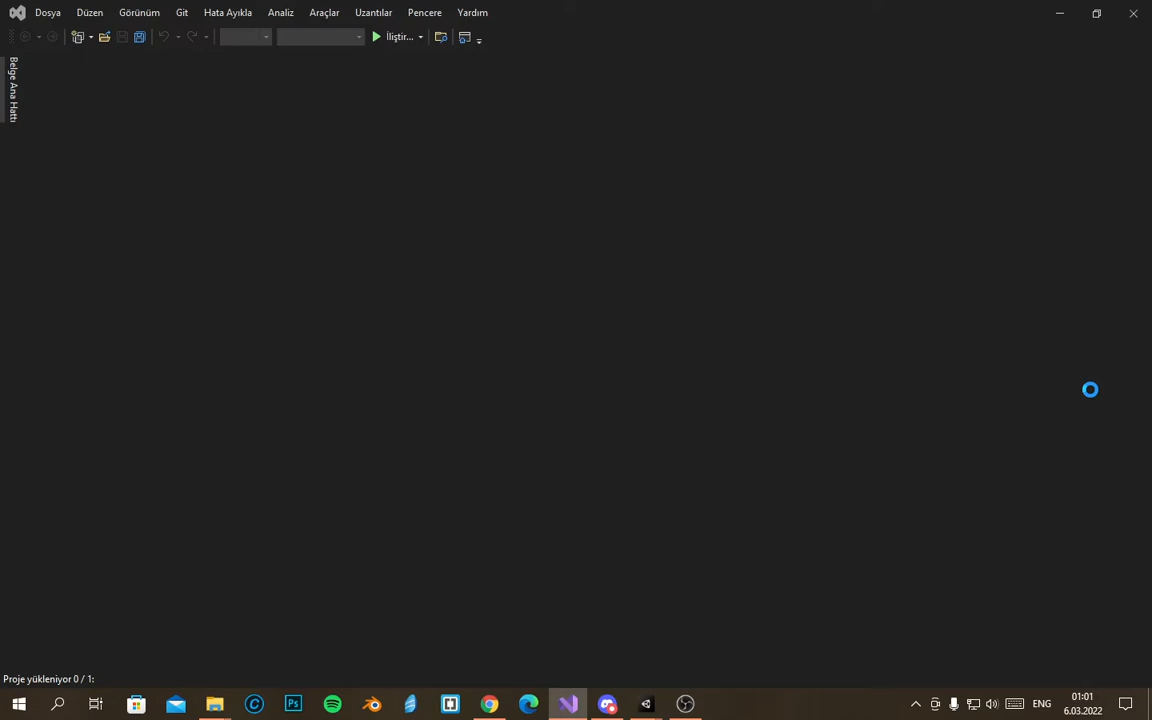 Dosya Düzen Görünüm Git Hata Ayıkla Analiz Araçlar Uzantılar Pencere Yardım
İliştir...
Belge Ana Hattı
Proje yükleniyor 0 / 1:
Ps
ENG
01:01
6.03.2022